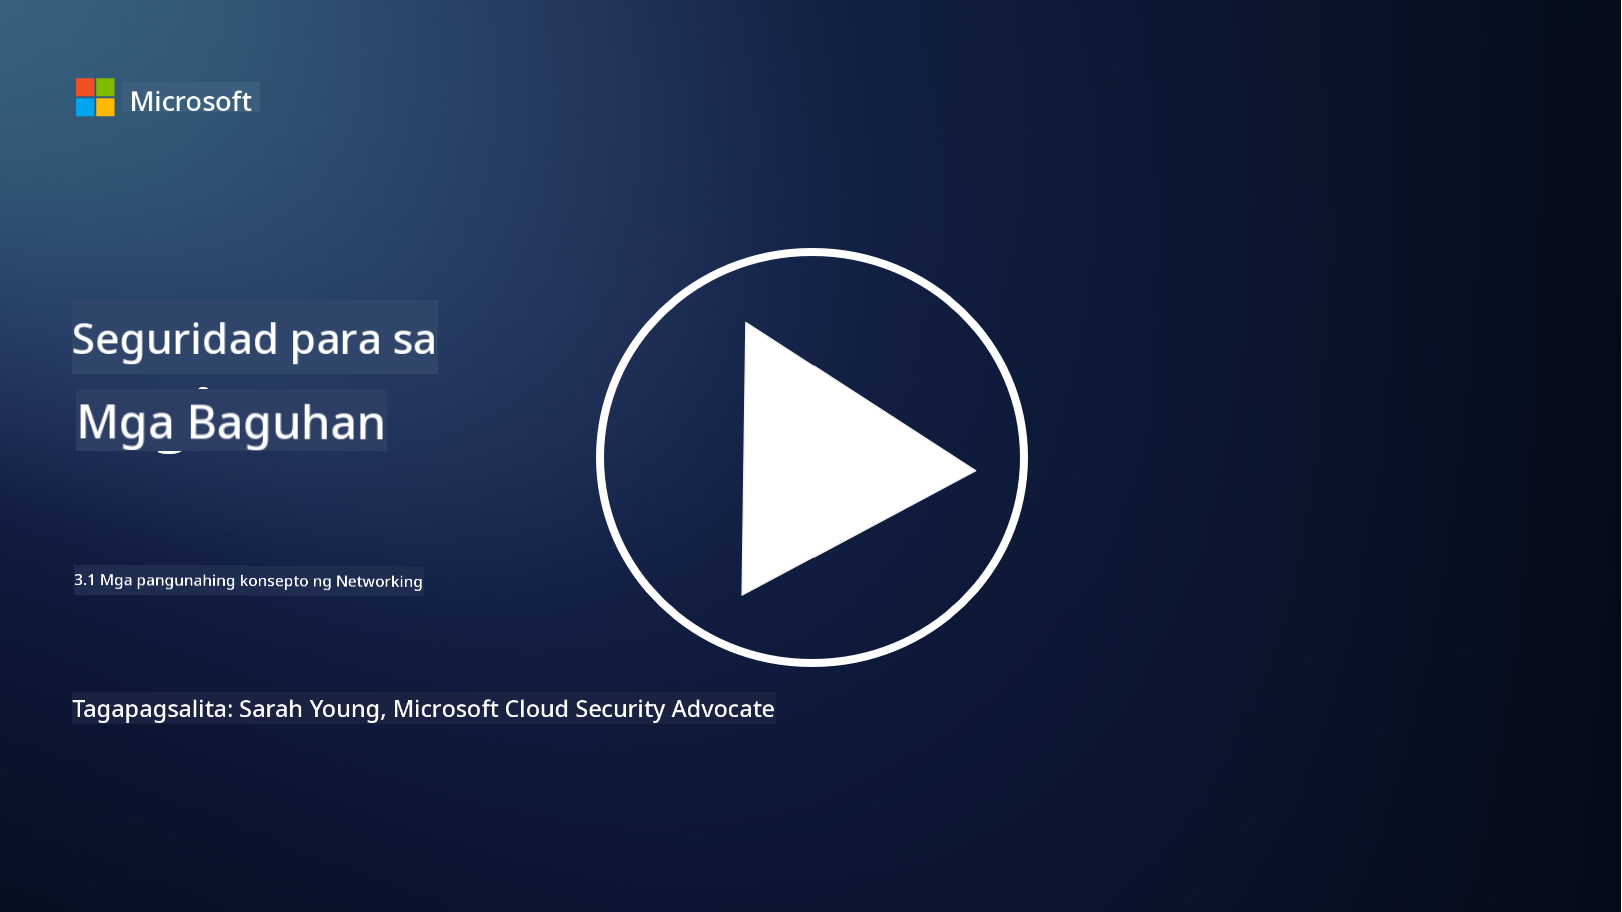 Microsoft
Seguridad para sa
Mga Baguhan
3.1 Mga pangunahing konsepto ng Networking
Tagapagsalita: Sarah Young, Microsoft Cloud Security Advocate